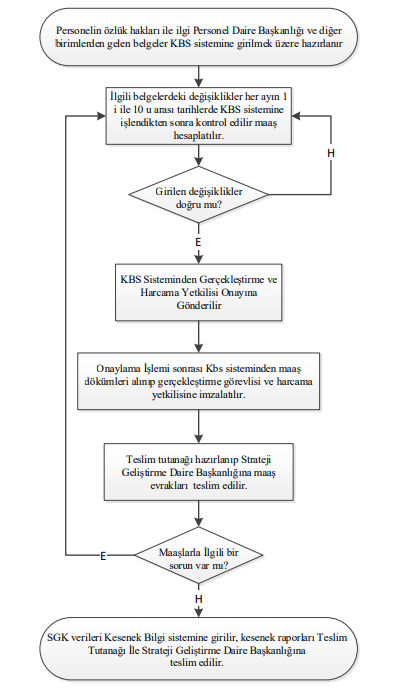 Personelin özlük hakları ile ilgi Personel Daire Başkanlığı ve diğer
birimlerden gelen belgeler KBS sistemine girilmek üzere hazırlanır
İlgili belgelerdeki değişiklikler her ayın 1
i ile 10 u arası tarihlerde KBS sistemine
işlendikten sonra kontrol edilir maaş
hesaplatılır.
H
Girilen değişiklikler
doğru mu?
E
KBS Sisteminden Gerçekleştirme ve
Harcama Yetkilisi Onayına
Gönderilir
Onaylama İşlemi sonrası Kbs sisteminden maaş
dökümleri alınıp gerçekleştirme görevlisi ve harcama
yetkilisine imzalatılır.
Teslim tutanağı hazırlanıp Strateji
Geliştirme Daire Başkanlığına maaş
evrakları teslim edilir.
Maaşlarla İlgili bir
sorun var mı?
E
H
SGK verileri Kesenek Bilgi sistemine girilir, kesenek raporları Teslim
Tutanağı İle Strateji Geliştirme Daire Başkanlığına
teslim edilir.